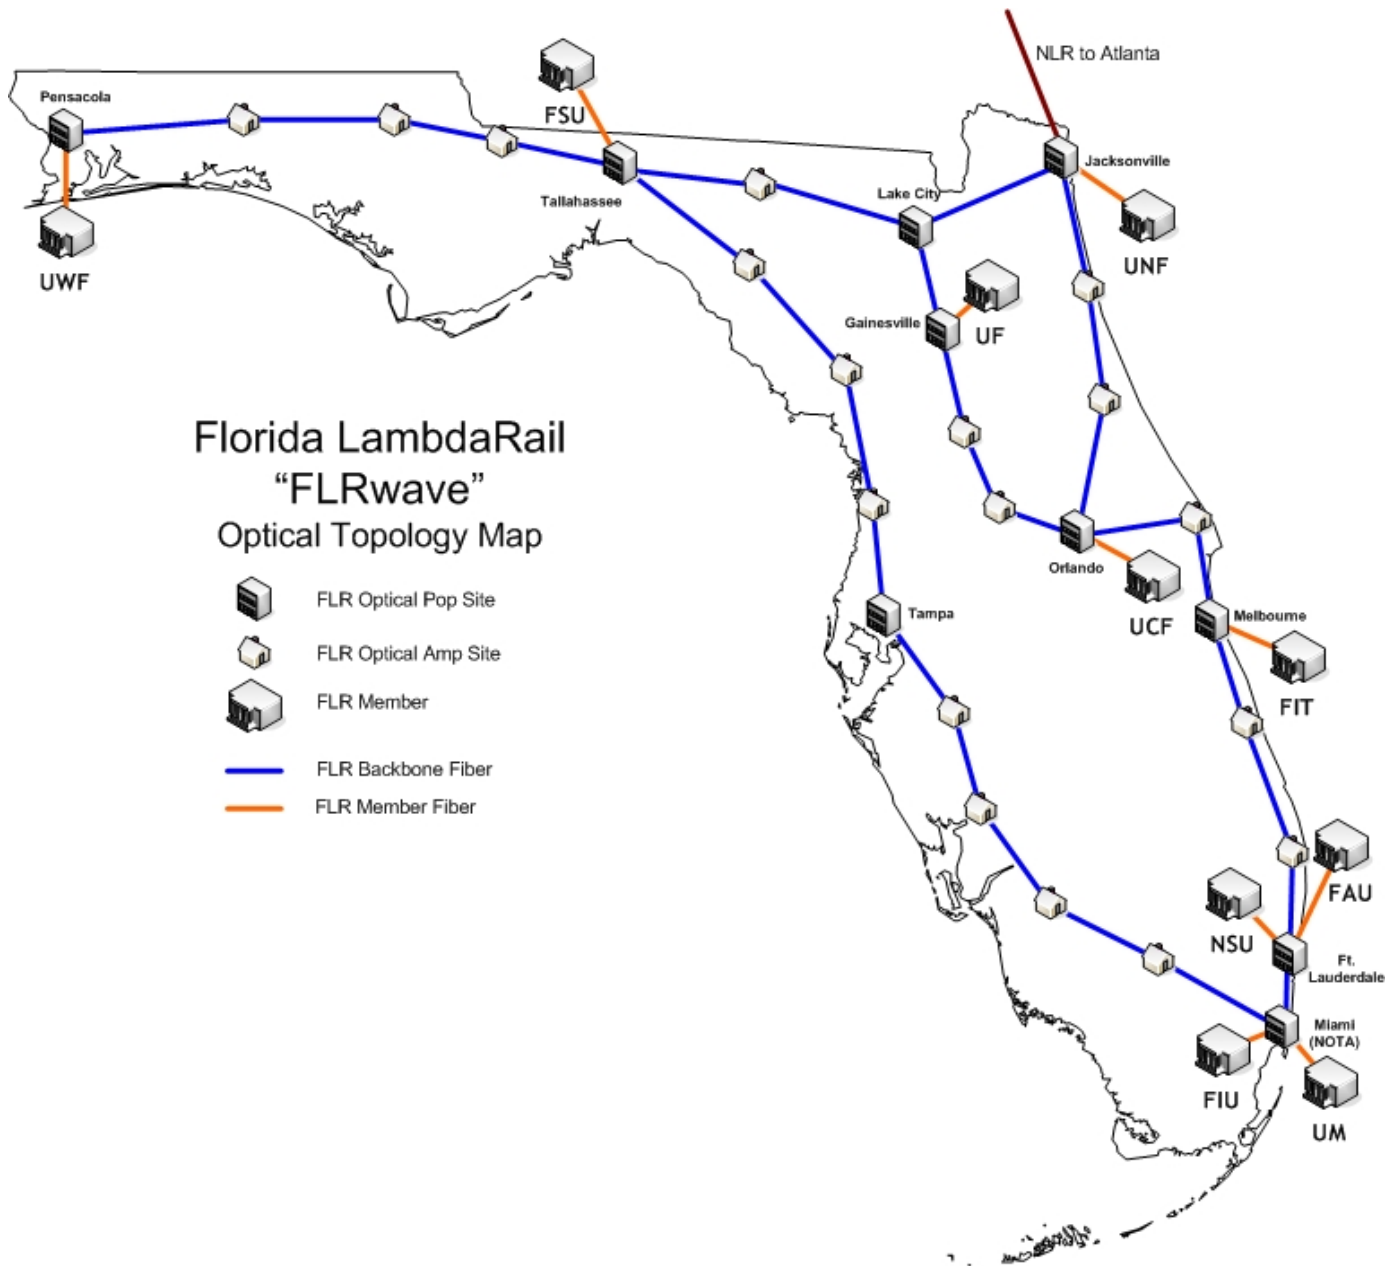 NLR to Atlanta
Pensacola
FSU
Jacksonville
Lake City
Tallahassee
UNF
UWF
Gainesville
UF
Florida LambdaRail
“FLRwave”
Optical Topology Map
Orlando
FLR Optical Pop Site
Tampa
Melbourne
UCF
FLR Optical Amp Site
FLR Member
FIT
FLR Backbone Fiber
FLR Member Fiber
FAU
NSU
Ft.
Lauderdale
Miami
(NOTA)
FIU
UM